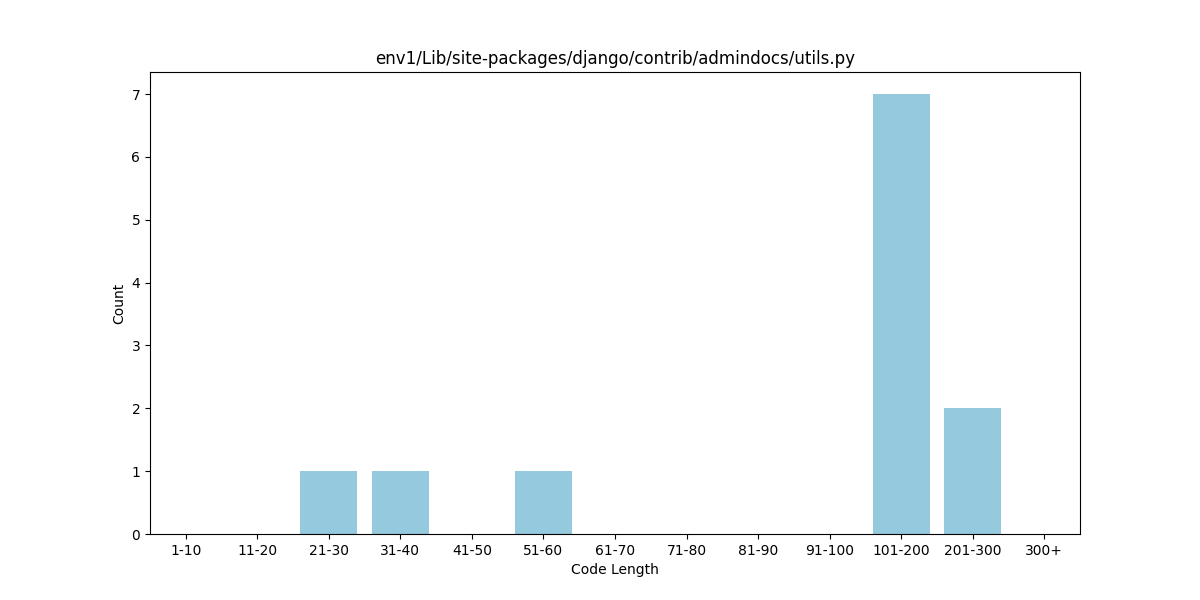 env1/Lib/site-packages/django/contrib/admindocs/utils.py
7
6
5
4
3
2
1
0
Count
1-10 11-20 21-30 31-40 41-50 51-60 61-70 71-80 81-90 91-100 101-200 201-300 300+
Code Length